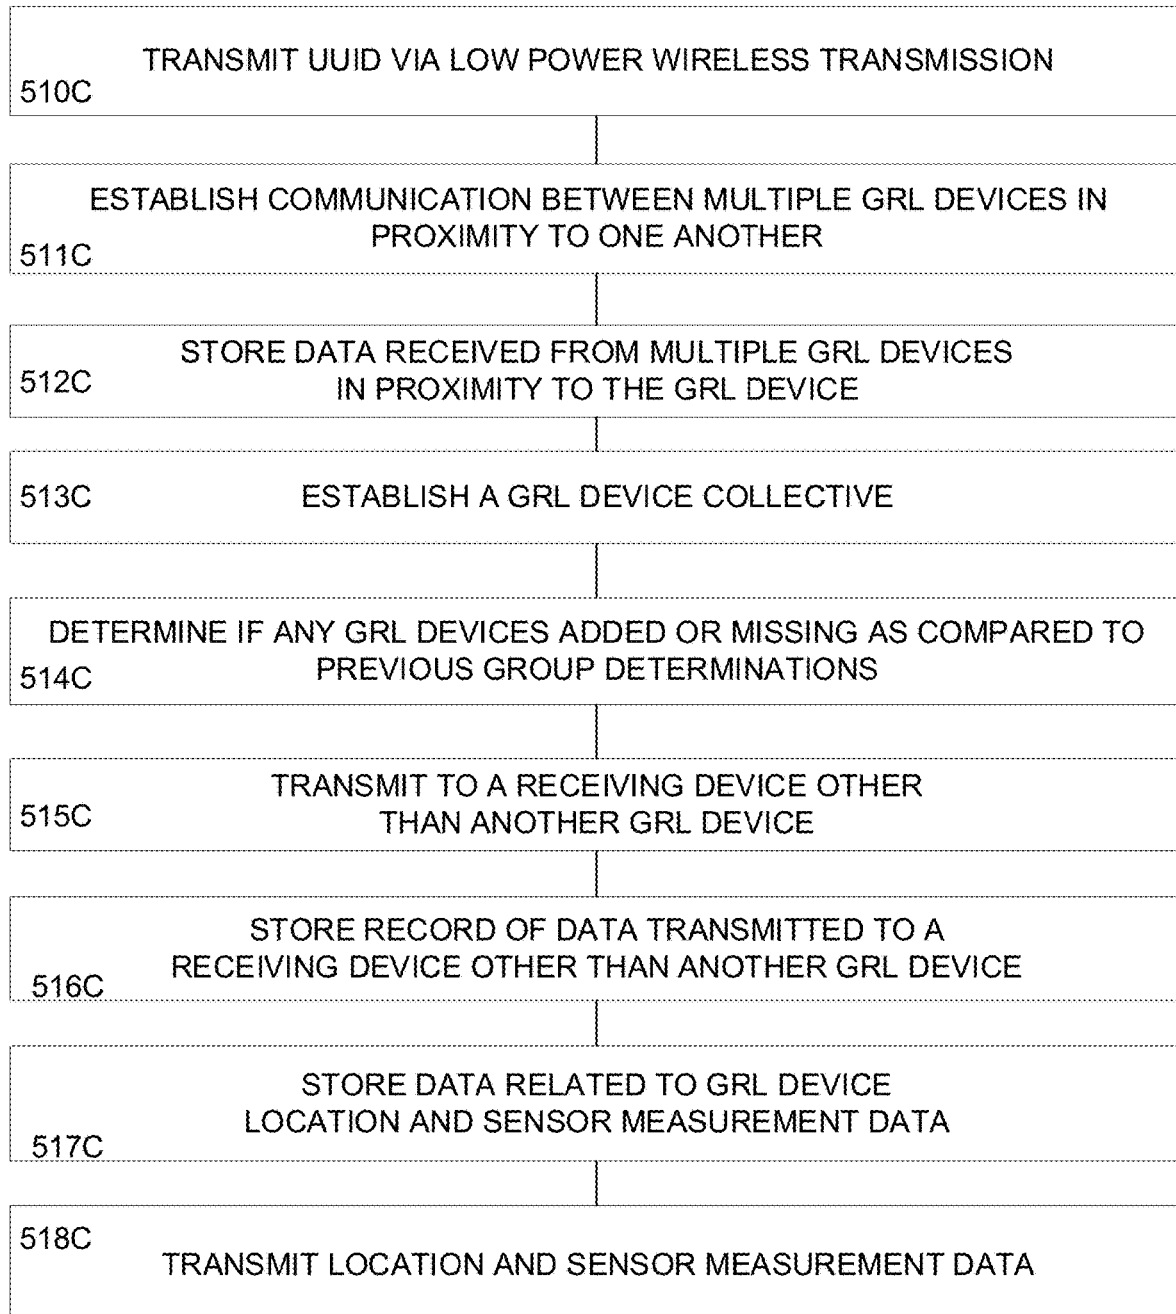 TRANSMIT UUID VIA LOW POWER WIRELESS TRANSMISSION
510C
ESTABLISH COMMUNICATION BETWEEN MULTIPLE GRL DEVICES IN
PROXIMITY TO ONE ANOTHER
511C
STORE DATA RECEIVED FROM MULTIPLE GRL DEVICES
512C
IN PROXIMITY TO THE GRL DEVICE
513C
ESTABLISH A GRL DEVICE COLLECTIVE
DETERMINE IF ANY GRL DEVICES ADDED OR MISSING AS COMPARED TO
PREVIOUS GROUP DETERMINATIONS
514C
TRANSMIT TO A RECEIVING DEVICE OTHER
515C
THAN ANOTHER GRL DEVICE
STORE RECORD OF DATA TRANSMITTED TO A
RECEIVING DEVICE OTHER THAN ANOTHER GRL DEVICE
516C
STORE DATA RELATED TO GRL DEVICE
LOCATION AND SENSOR MEASUREMENT DATA
517C
518C
TRANSMIT LOCATION AND SENSOR MEASUREMENT DATA